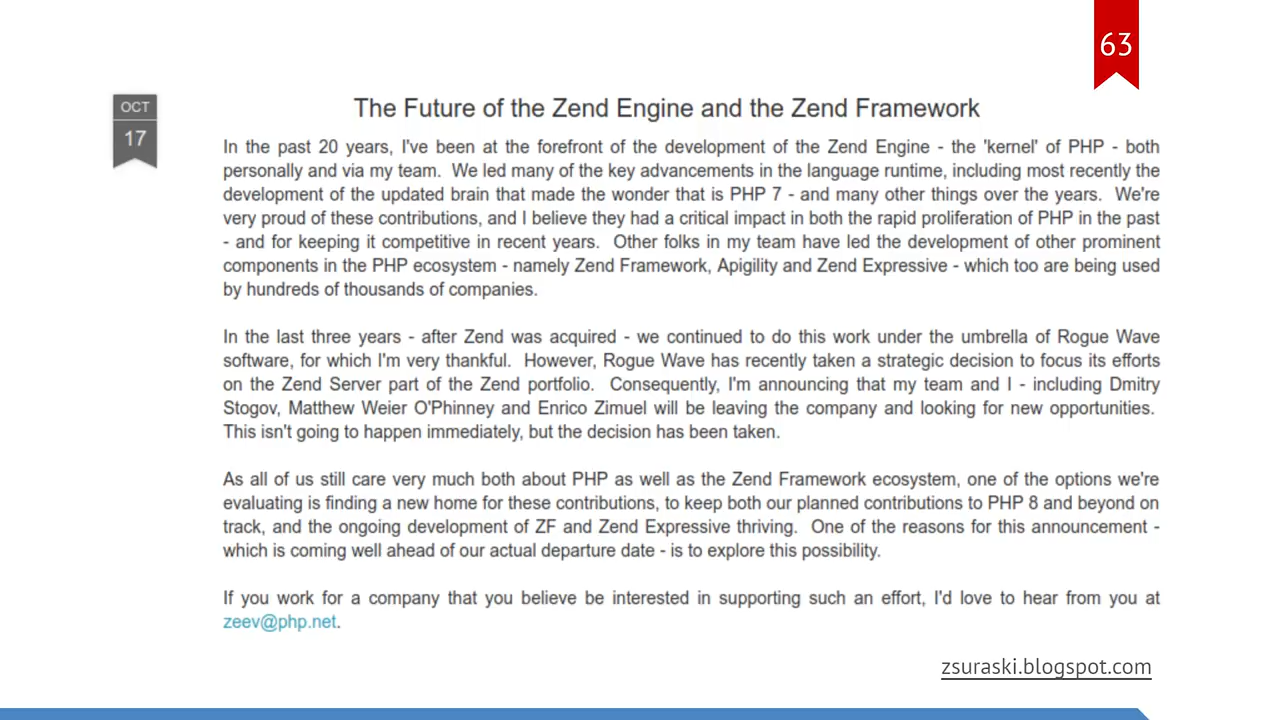 63
OCT
17
The Future of the Zend Engine and the Zend Framework
In the past 20 years, I've been at the forefront of the development of the Zend Engine - the 'kernel' of PHP - both
personally and via my team. We led many of the key advancements in the language runtime, including most recently the
development of the updated brain that made the wonder that is PHP 7 - and many other things over the years. We're
very proud of these contributions, and I believe they had a critical impact in both the rapid proliferation of PHP in the past
- and for keeping it competitive in recent years. Other folks in my team have led the development of other prominent
components in the PHP ecosystem - namely Zend Framework, Apigility and Zend Expressive - which too are being used
by hundreds of thousands of companies.
In the last three years - after Zend was acquired - we continued to do this work under the umbrella of Rogue Wave
software, for which I'm very thankful. However, Rogue Wave has recently taken a strategic decision to focus its efforts
on the Zend Server part of the Zend portfolio. Consequently, I'm announcing that my team and I - including Dmitry
Stogov, Matthew Weier O'Phinney and Enrico Zimuel will be leaving the company and looking for new opportunities.
This isn't going to happen immediately, but the decision has been taken.
As all of us still care very much both about PHP as well as the Zend Framework ecosystem, one of the options we're
evaluating is finding a new home for these contributions, to keep both our planned contributions to PHP 8 and beyond on
track, and the ongoing development of ZF and Zend Expressive thriving. One of the reasons for this announcement -
which is coming well ahead of our actual departure date - is to explore this possibility.
If you work for a company that you believe be interested in supporting such an effort, I'd love to hear from you at
zeev@php.net.
zsuraski.blogspot.com